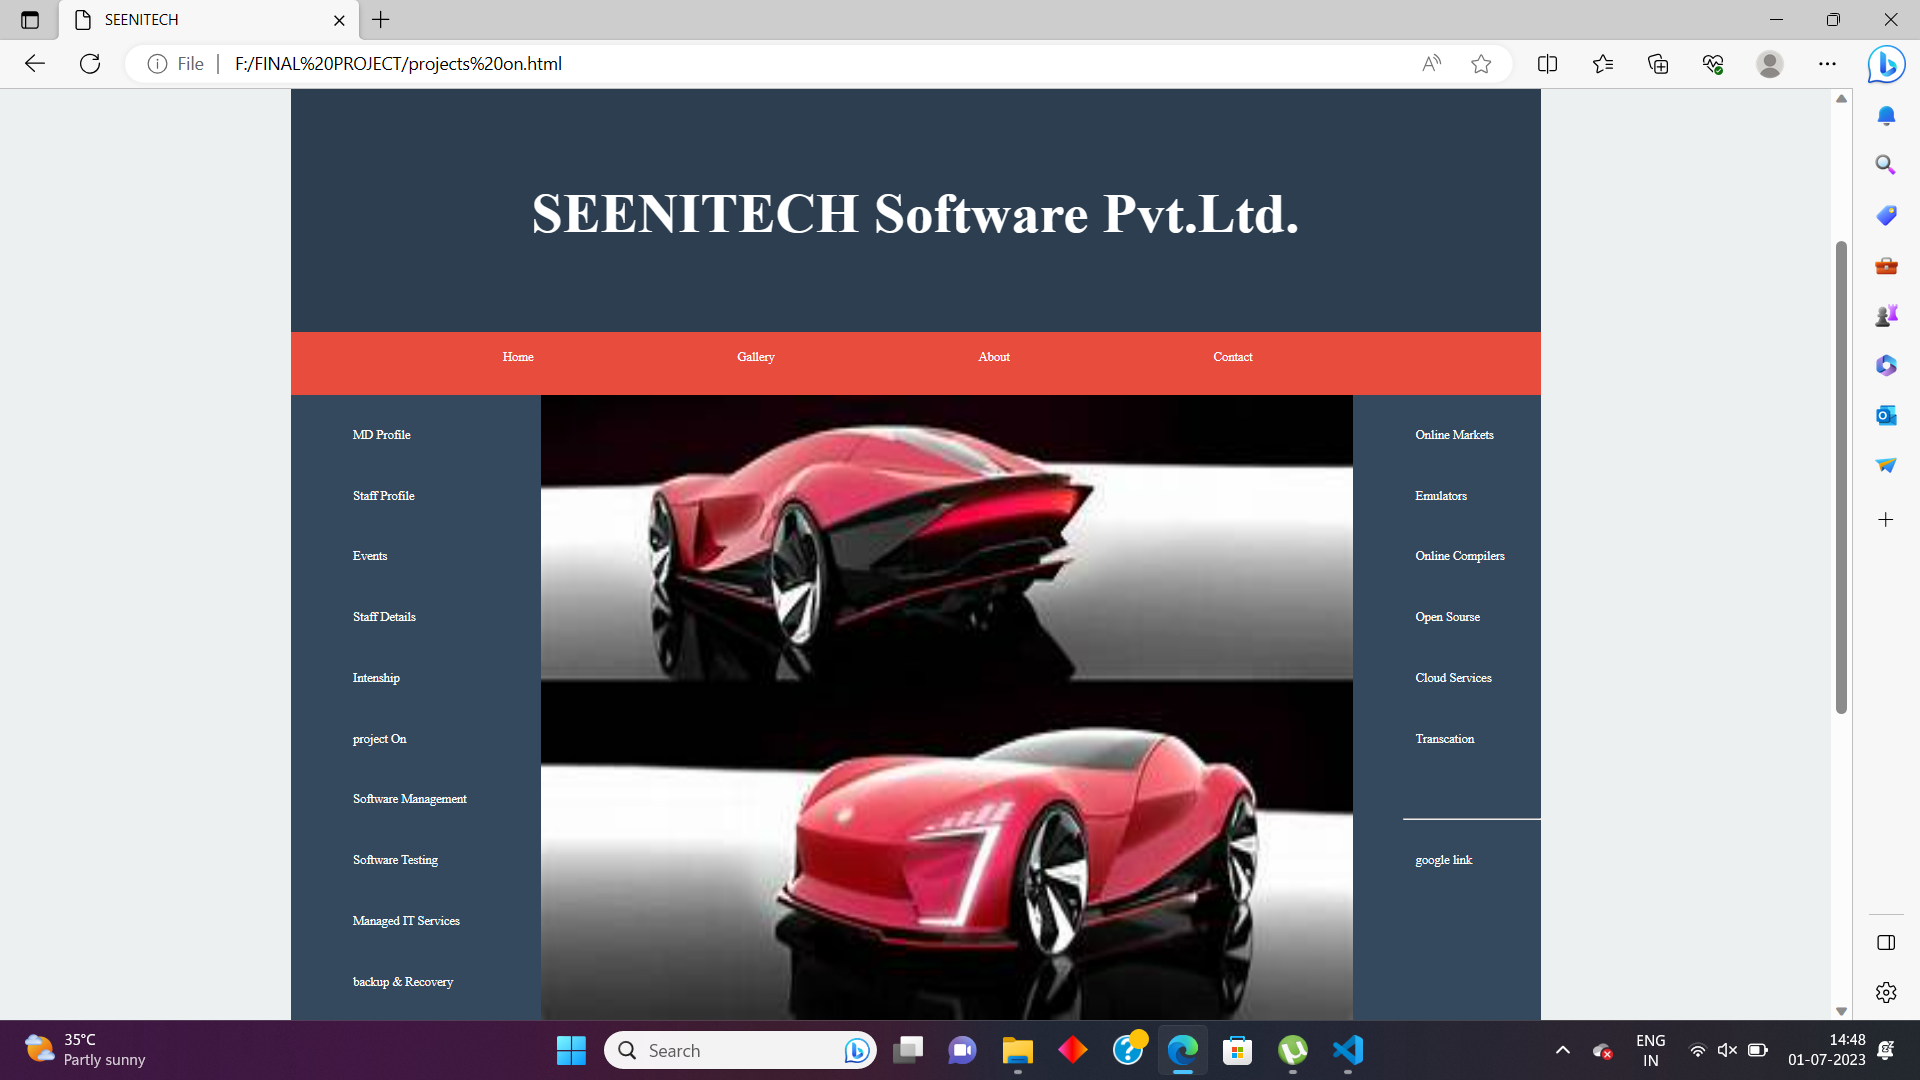 SEENITECH
File
F:/FINAL%20PROJECT/projects%20on.html
SEENITECH Software Pvt.Ltd.
Home Gallery About Contact
MD Profile
Staff Profile
Events
Staff Details
Intenship
project On
Software Management
Software Testing
Managed IT Services
backup & Recovery
Online Markets
Emulators
Online Compilers
Open Sourse
Cloud Services
Transcation
google link
35°C
Partly sunny
Search
ENG
IN
14:48
01-07-2023